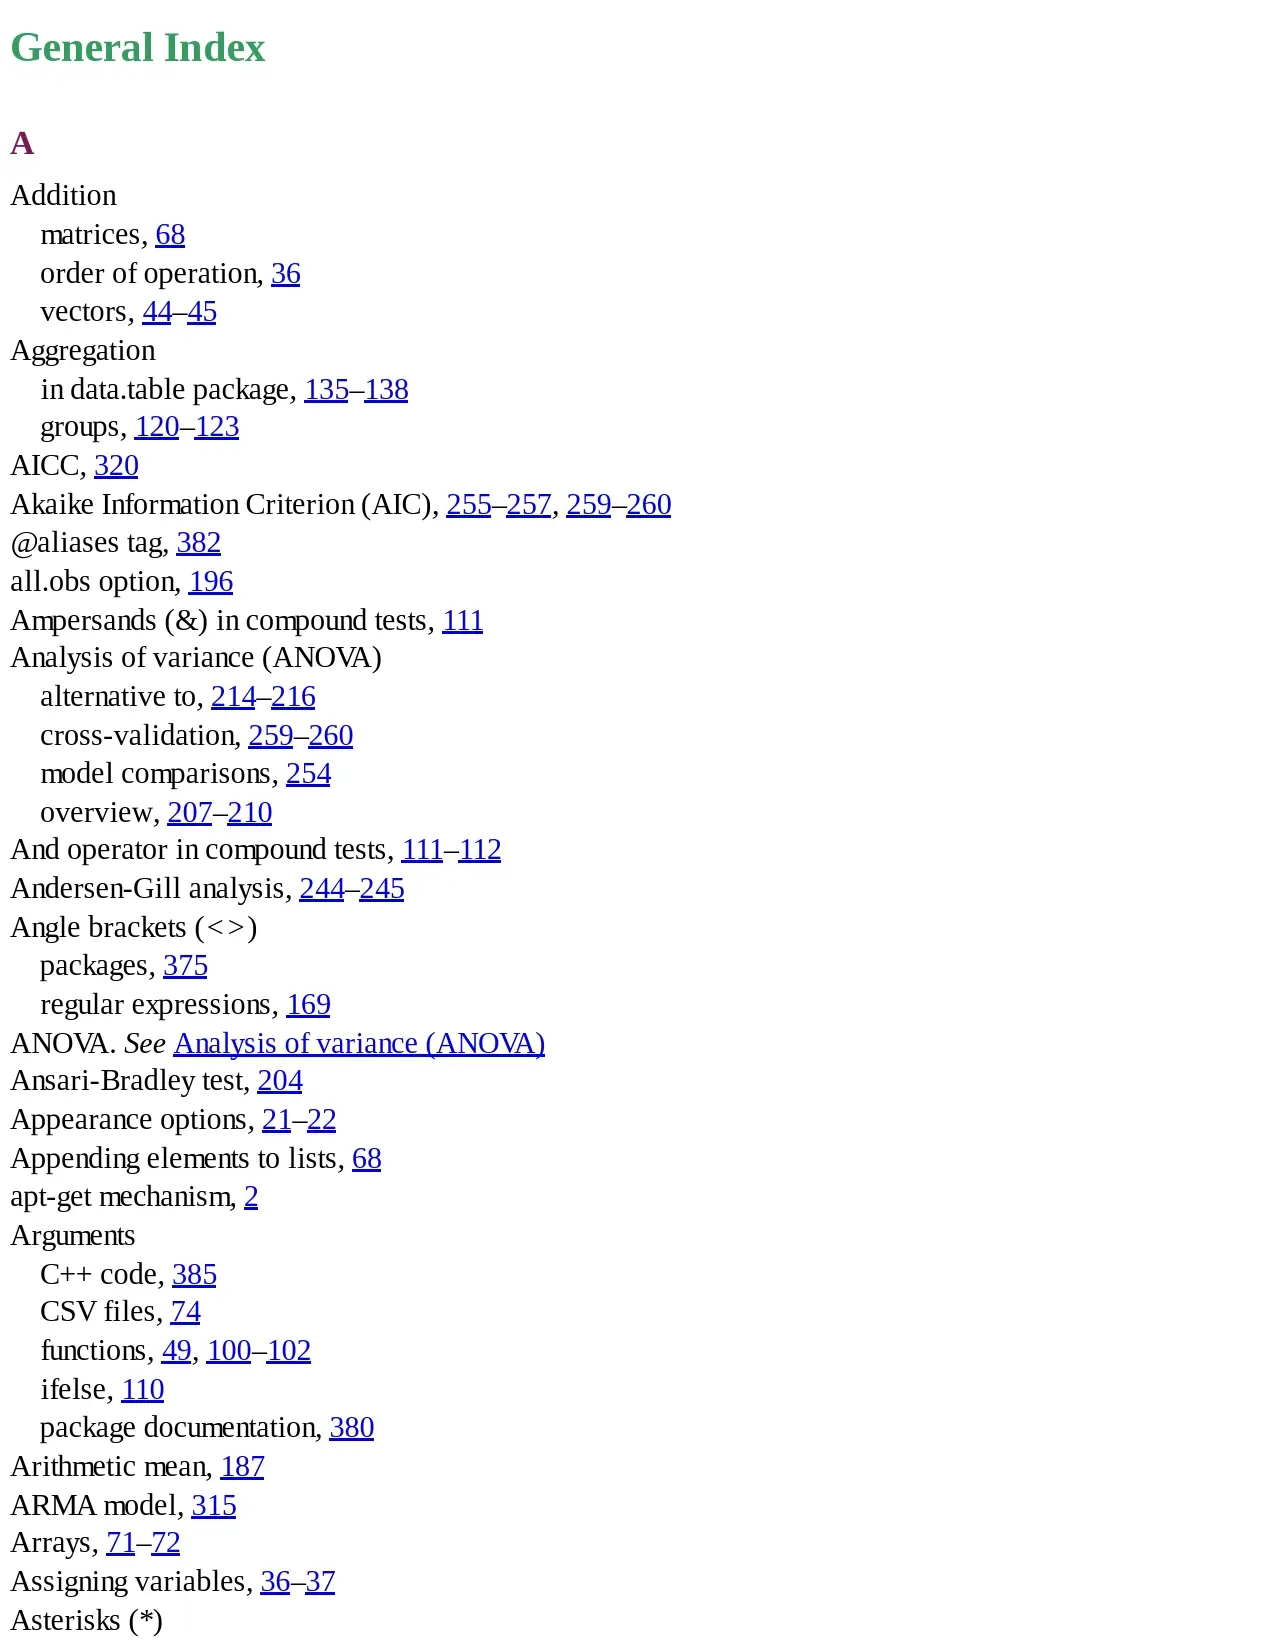 General Index
A
Addition
matrices, 68
order of operation, 36
vectors, 44–45
Aggregation
in data.table package, 135–138
groups, 120–123
AICC, 320
Akaike Information Criterion (AIC), 255–257, 259–260
@aliases tag, 382
all.obs option, 196
Ampersands (&) in compound tests, 111
Analysis of variance (ANOVA)
alternative to, 214–216
cross-validation, 259–260
model comparisons, 254
overview, 207–210
And operator in compound tests, 111–112
Andersen-Gill analysis, 244–245
Angle brackets (<>)
packages, 375
regular expressions, 169
ANOVA. See Analysis of variance (ANOVA)
Ansari-Bradley test, 204
Appearance options, 21–22
Appending elements to lists, 68
apt-get mechanism, 2
Arguments
C++ code, 385
CSV files, 74
functions, 49, 100–102
ifelse, 110
package documentation, 380
Arithmetic mean, 187
ARMA model, 315
Arrays, 71–72
Assigning variables, 36–37
Asterisks (*)